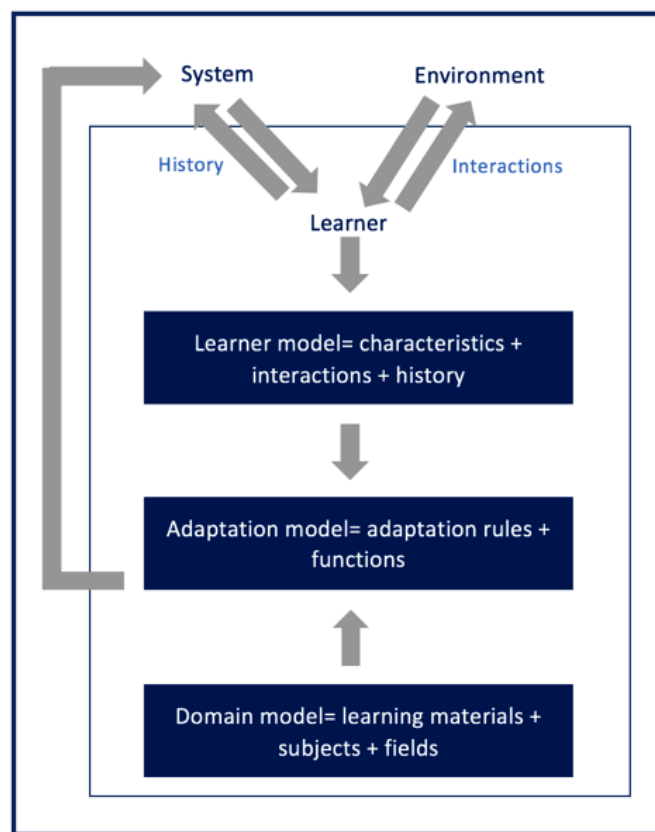 System
Environment
History
Interactions
Learner
Learner model= characteristics +
interactions + history
Adaptation model= adaptation rules +
functions
Domain model= learning materials +
subjects + fields